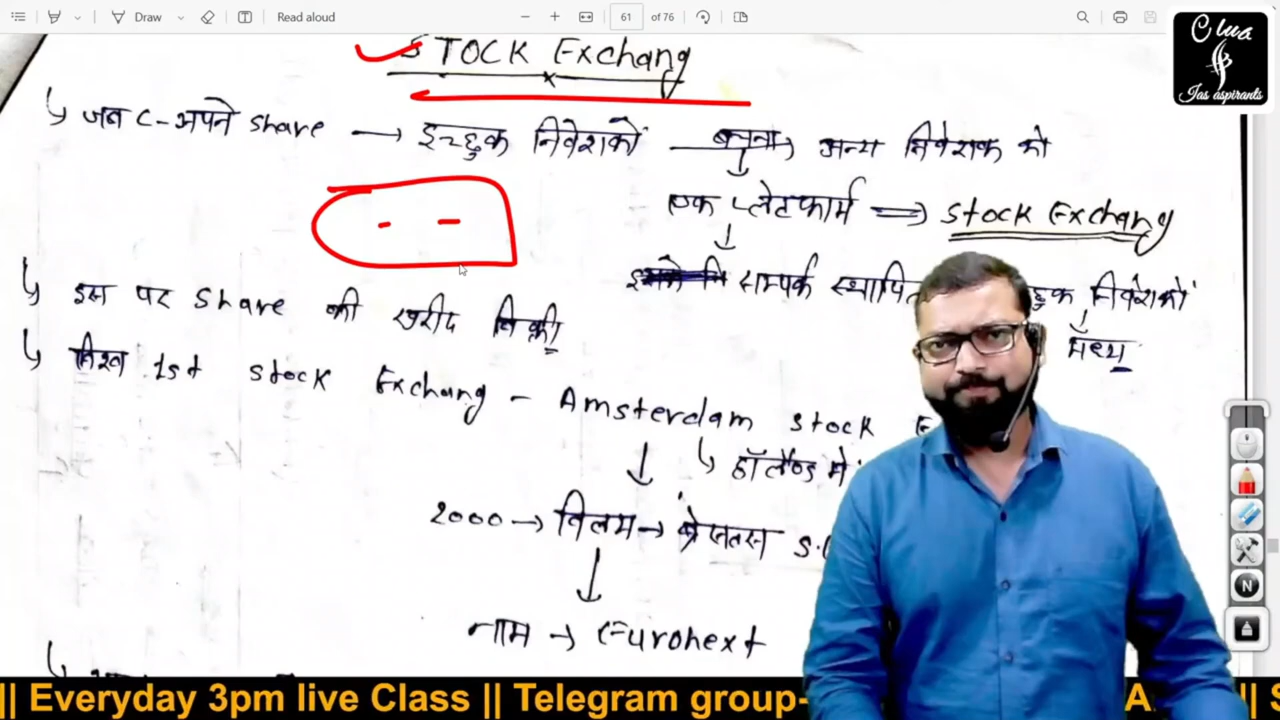 Draw
Read aloud
61
of 76
Clua
Ias aspirants
STOCK Exchang
जब C-अपने share → इच्छुक निवेशकों → अन्य निवेशक को
एक प्लेटफार्म ⇒ Stock Exchang
सम्पर्क निवेशकों
मध्य
इस पर Share की खरीद बिक्री
विश्व 1st stock Exchang - Amsterdam stock E
↳ हॉलैण्ड में
2000 → विलय → S.
नाम → Euronext
N
|| Everyday 3pm live Class || Telegram group-